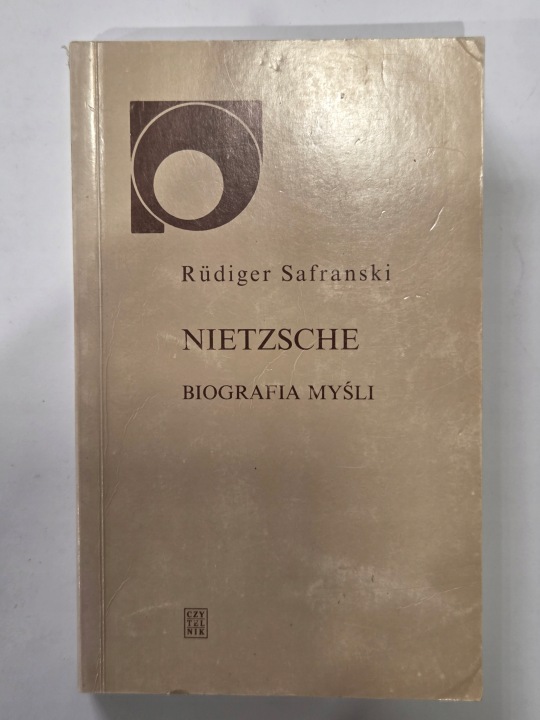 Rüdiger Safranski
NIETZSCHE
BIOGRAFIA MYŚLI
CZY
TEL
NIK